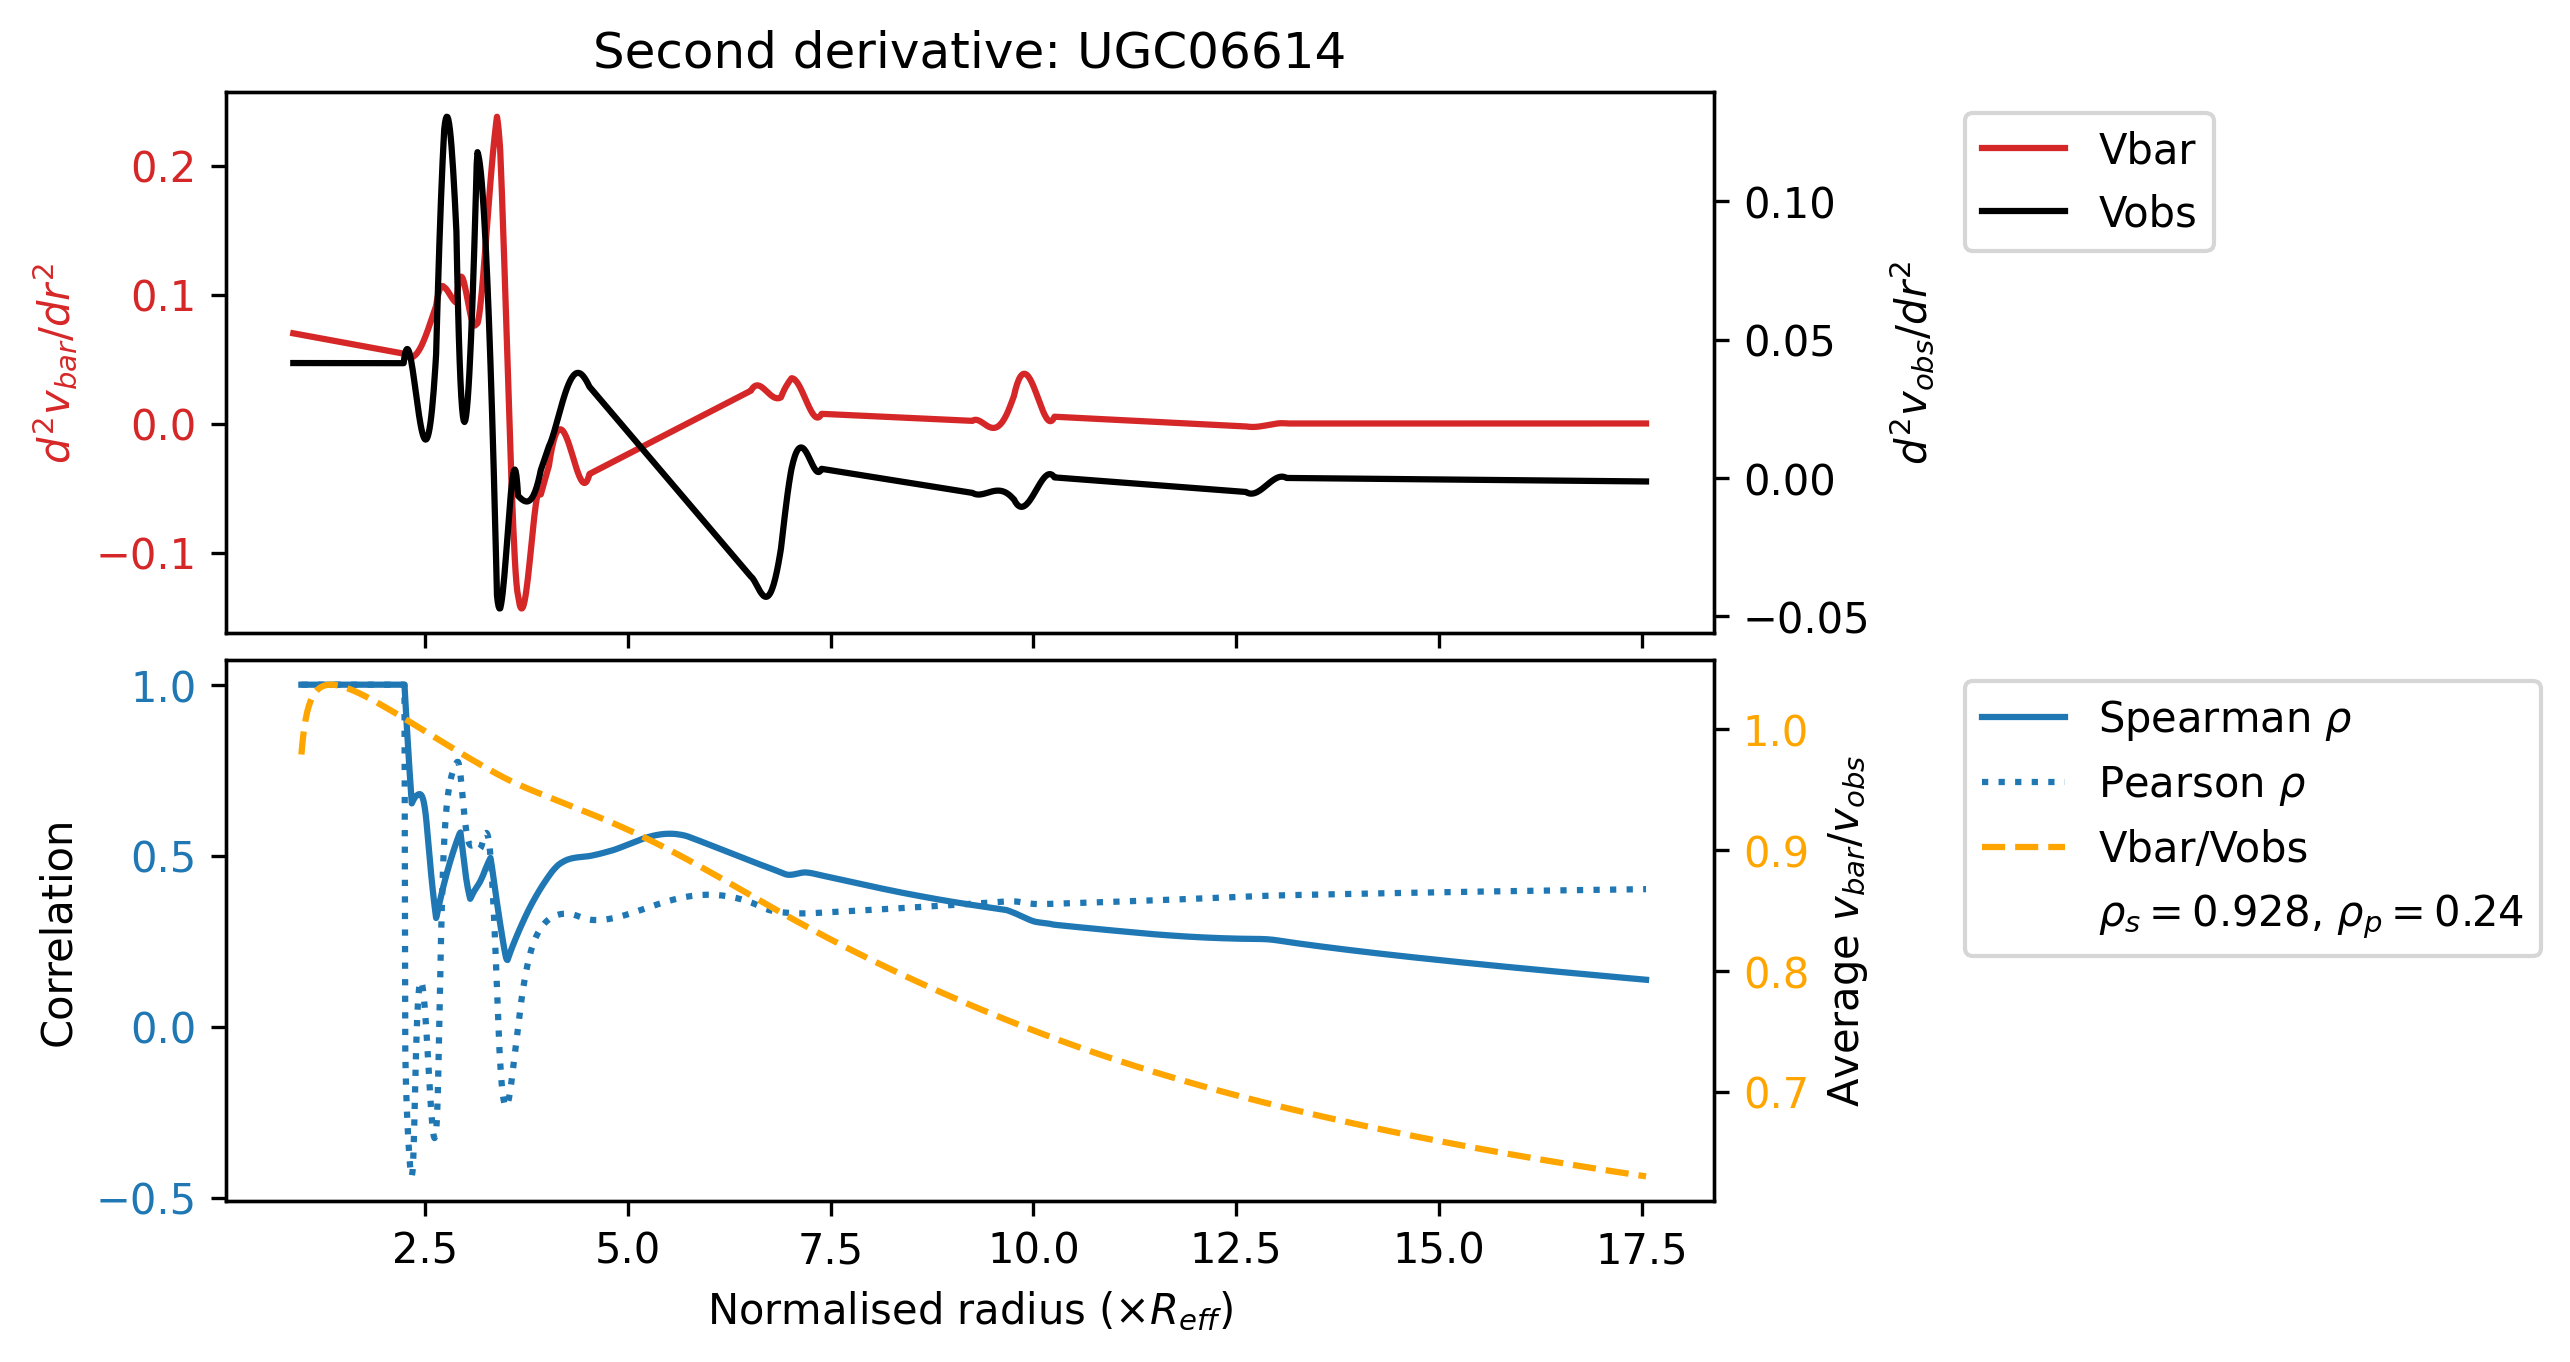 Second derivative: UGC06614
d²v_bar/dr²
0.2
0.1
0.0
−0.1
0.10
0.05
0.00
−0.05
d²v_obs/dr²
Vbar
Vobs
Correlation
1.0
0.5
0.0
−0.5
1.0
0.9
0.8
0.7
Average v_bar/v_obs
Spearman ρ
Pearson ρ
Vbar/Vobs
ρ_s = 0.928, ρ_p = 0.24
2.5 5.0 7.5 10.0 12.5 15.0 17.5
Normalised radius (×R_eff)